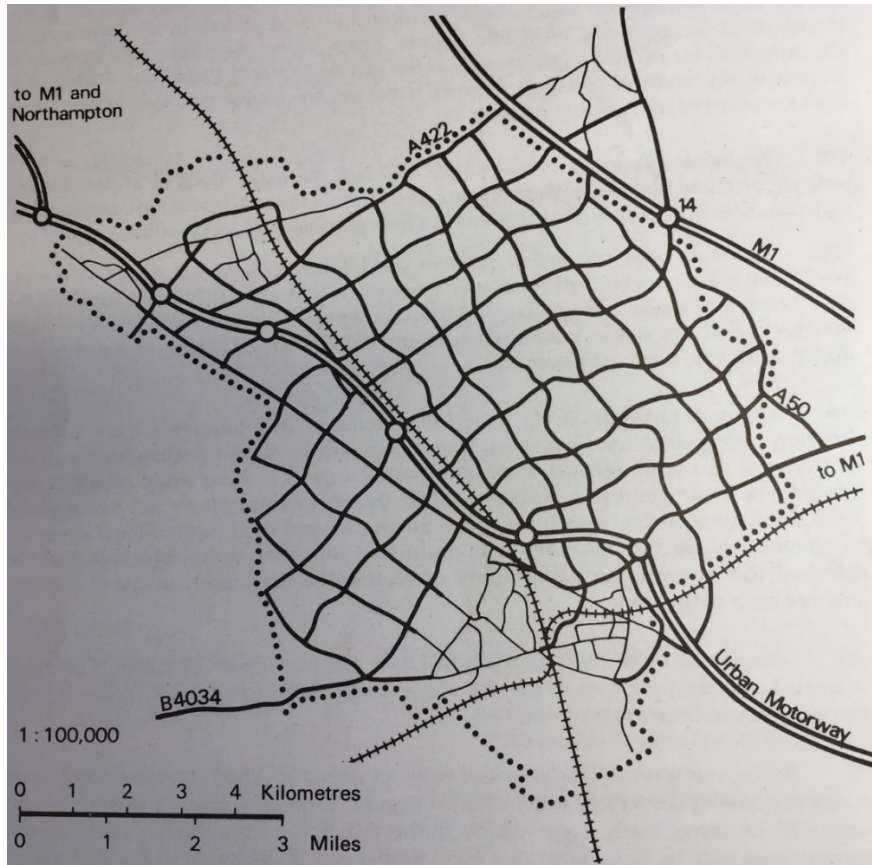 to M1 and
Northampton
A422
14
M1
A50
to M1
Urban Motorway
B4034
1 : 100,000
0 1 2 3 4 Kilometres
0 1 2 3 Miles